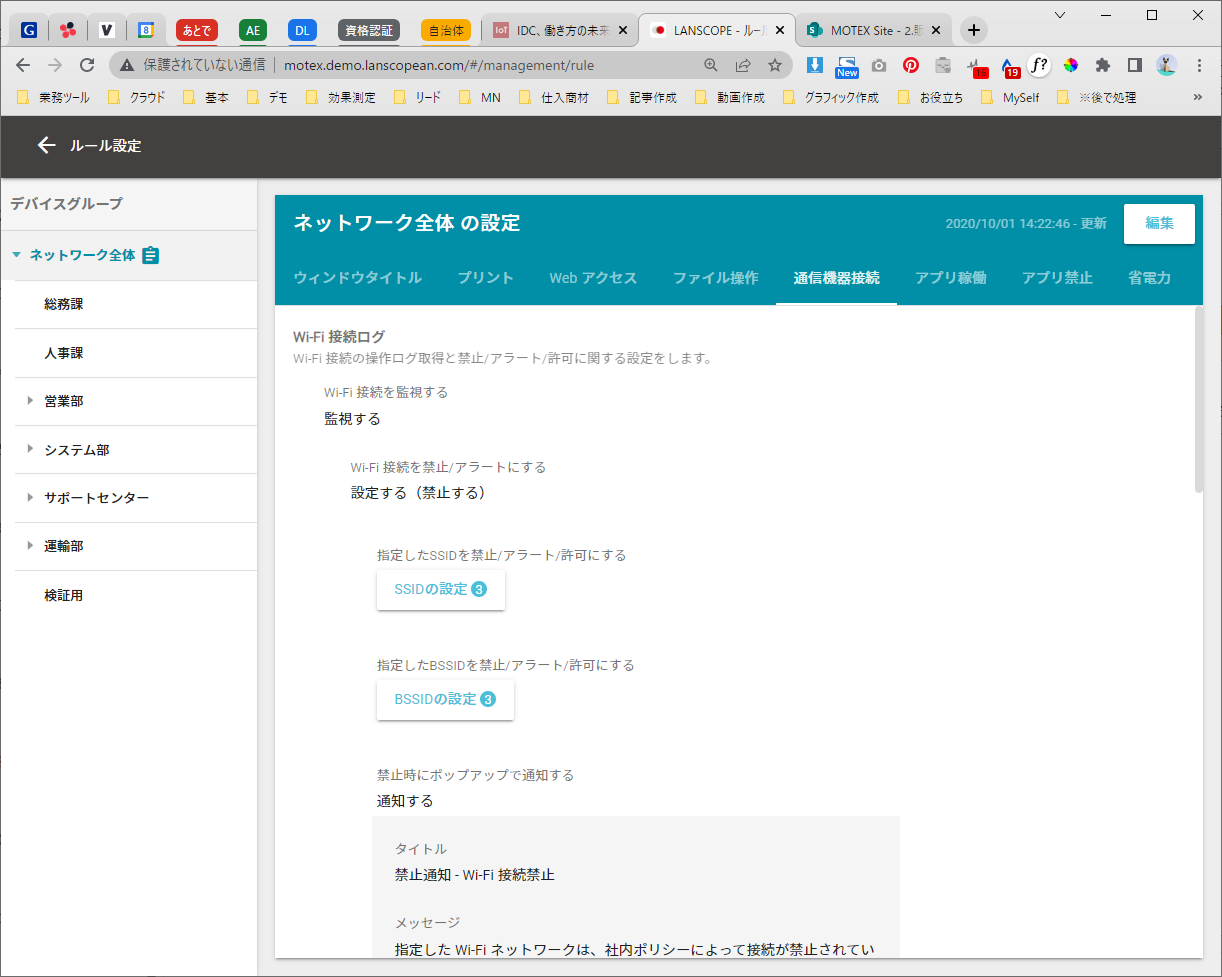 G
V
8
あとで
AE
DL
資格認証
自治体
IoT
IDC、働き方の未来
LANSCOPE - ルール
S
MOTEX Site - 2.販
保護されていない通信
motex.demo.lanscopean.com/#/management/rule
New
16
19
f?
業務ツール
クラウド
基本
デモ
効果測定
リード
MN
仕入商材
記事作成
動画作成
グラフィック作成
お役立ち
MySelf
※後で処理
»
ルール設定
デバイスグループ
ネットワーク全体
総務課
人事課
営業部
システム部
サポートセンター
運輸部
検証用
ネットワーク全体 の設定
2020/10/01 14:22:46 - 更新
編集
ウィンドウタイトル
プリント
Web アクセス
ファイル操作
通信機器接続
アプリ稼働
アプリ禁止
省電力
Wi-Fi 接続ログ
Wi-Fi 接続の操作ログ取得と禁止/アラート/許可に関する設定をします。
Wi-Fi 接続を監視する
監視する
Wi-Fi 接続を禁止/アラートにする
設定する（禁止する）
指定したSSIDを禁止/アラート/許可にする
SSIDの設定 3
指定したBSSIDを禁止/アラート/許可にする
BSSIDの設定 3
禁止時にポップアップで通知する
通知する
タイトル
禁止通知 - Wi-Fi 接続禁止
メッセージ
指定した Wi-Fi ネットワークは、社内ポリシーによって接続が禁止されてい